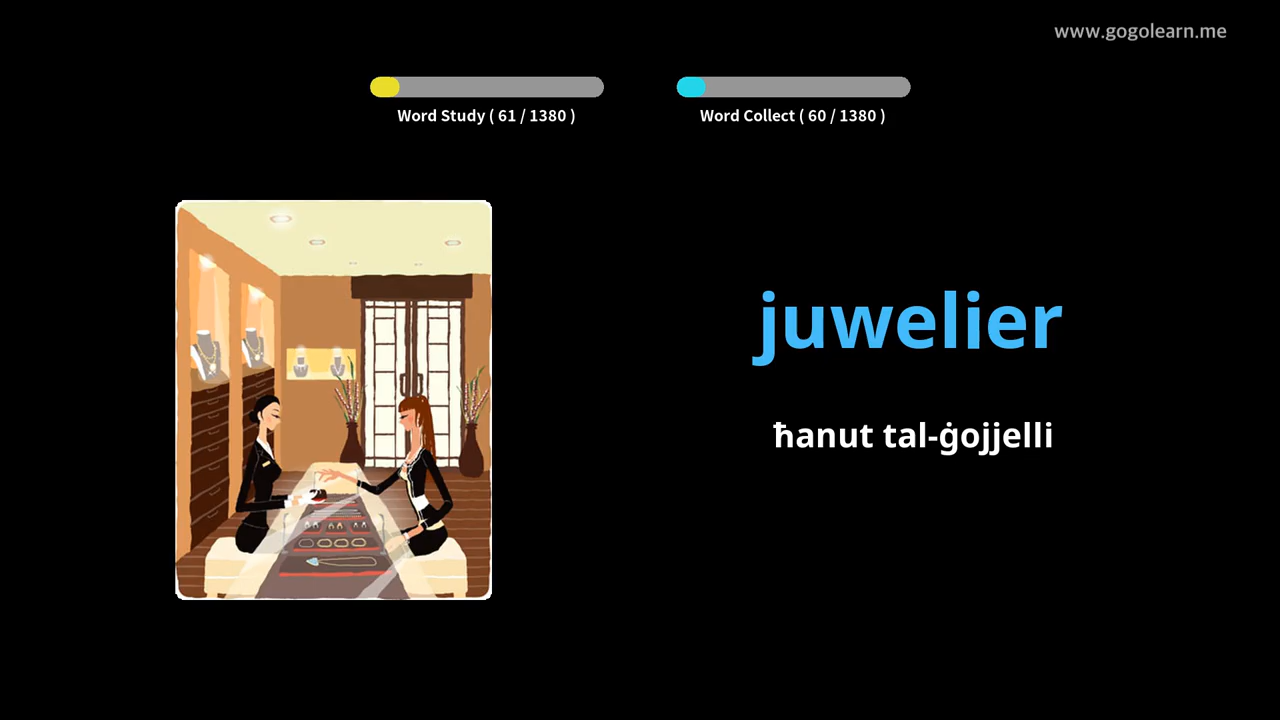 www.gogolearn.me
Word Study ( 61 / 1380 )
Word Collect ( 60 / 1380 )
juwelier
ħanut tal-ġojjelli